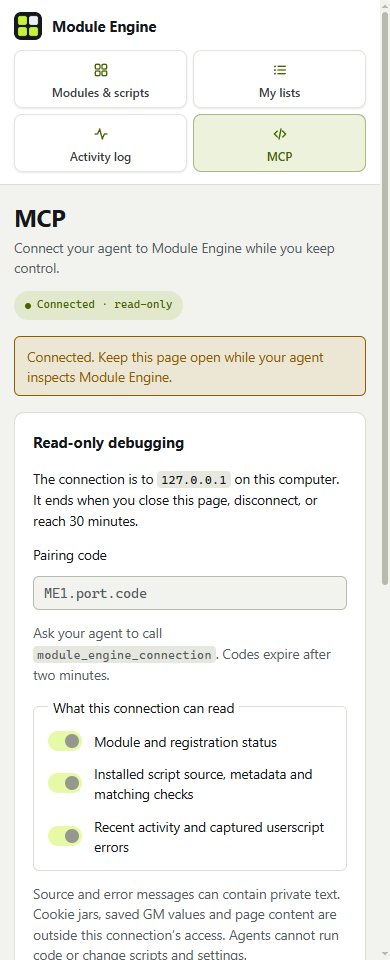 Module Engine
Modules & scripts
My lists
Activity log
MCP
MCP
Connect your agent to Module Engine while you keep
control.
Connected · read-only
Connected. Keep this page open while your agent
inspects Module Engine.
Read-only debugging
The connection is to 127.0.0.1 on this computer.
It ends when you close this page, disconnect, or
reach 30 minutes.
Pairing code
ME1.port.code
Ask your agent to call
module_engine_connection. Codes expire after
two minutes.
What this connection can read
Module and registration status
Installed script source, metadata and
matching checks
Recent activity and captured userscript
errors
Source and error messages can contain private text.
Cookie jars, saved GM values and page content are
outside this connection’s access. Agents cannot run
code or change scripts and settings.